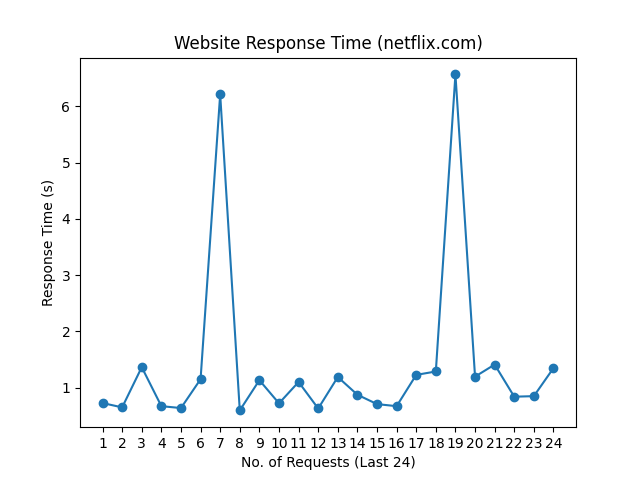 Website Response Time (netflix.com)
Response Time (s)
6
5
4
3
2
1
1 2 3 4 5 6 7 8 9 10 11 12 13 14 15 16 17 18 19 20 21 22 23 24
No. of Requests (Last 24)